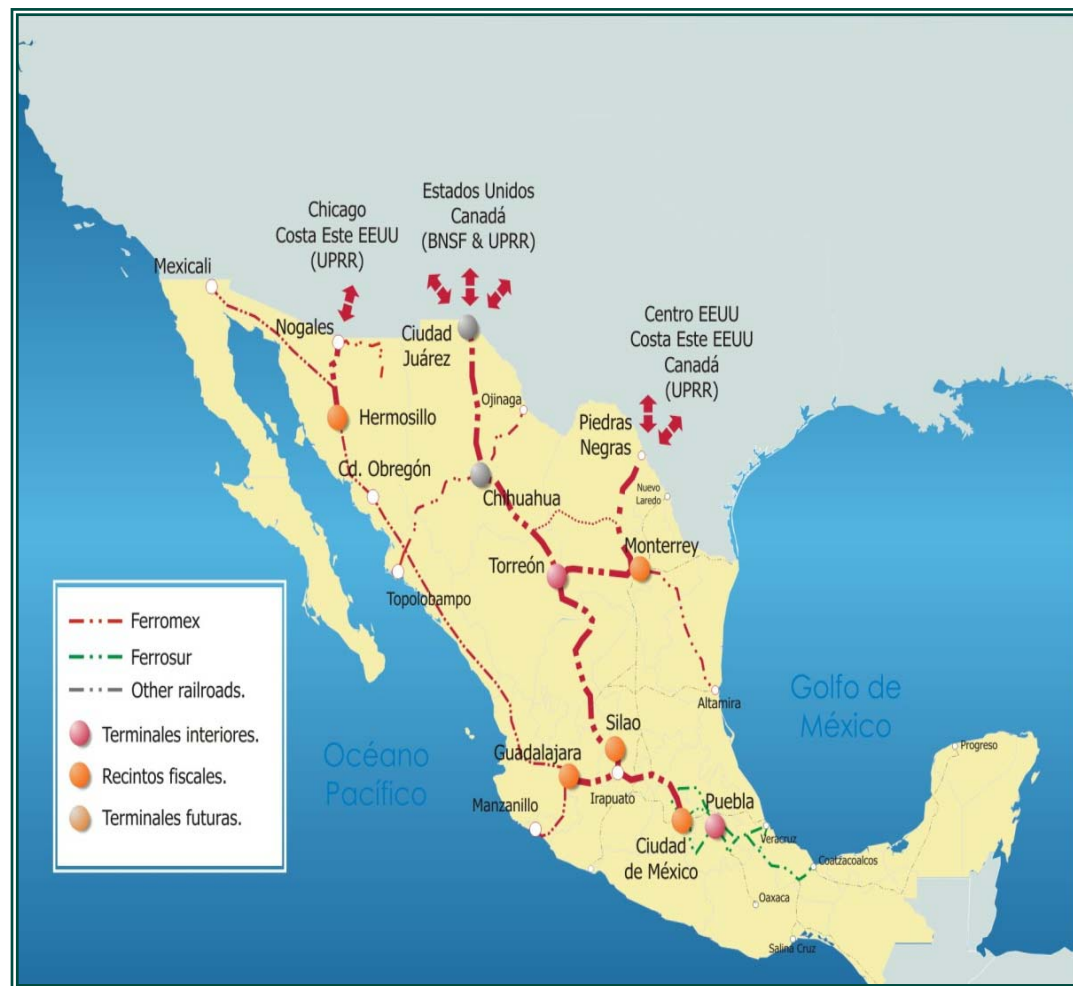 Chicago
Costa Este EEUU
(UPRR)
Estados Unidos
Canadá
(BNSF & UPRR)
Centro EEUU
Costa Este EEUU
Canadá
(UPRR)
Mexicali
Nogales
Ciudad
Juárez
Hermosillo
Ojinaga
Piedras
Negras
Cd. Obregón
Chihuahua
Nuevo
Laredo
Monterrey
Torreón
Topolobampo
Altamira
Golfo de
México
Océano
Pacífico
Silao
Guadalajara
Irapuato
Manzanillo
Puebla
Ciudad
de México
Veracruz
Progreso
Coatzacoalcos
Oaxaca
Salina Cruz
Ferromex
Ferrosur
Other railroads.
Terminales interiores.
Recintos fiscales.
Terminales futuras.